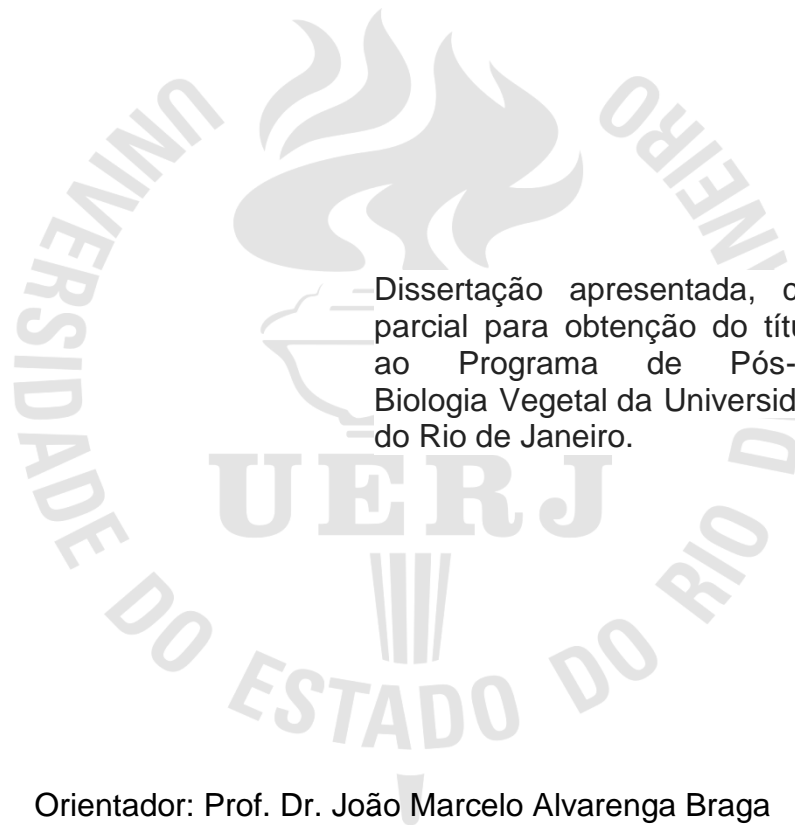 UNIVERSIDADE DO ESTADO DO RIO D
NEIRO
Dissertação apresentada,
parcial para obtenção do
ao Programa de Pós-
Biologia Vegetal da
do Rio de Janeiro.
UERJ
Orientador: Prof. Dr. João Marcelo Alvarenga Braga